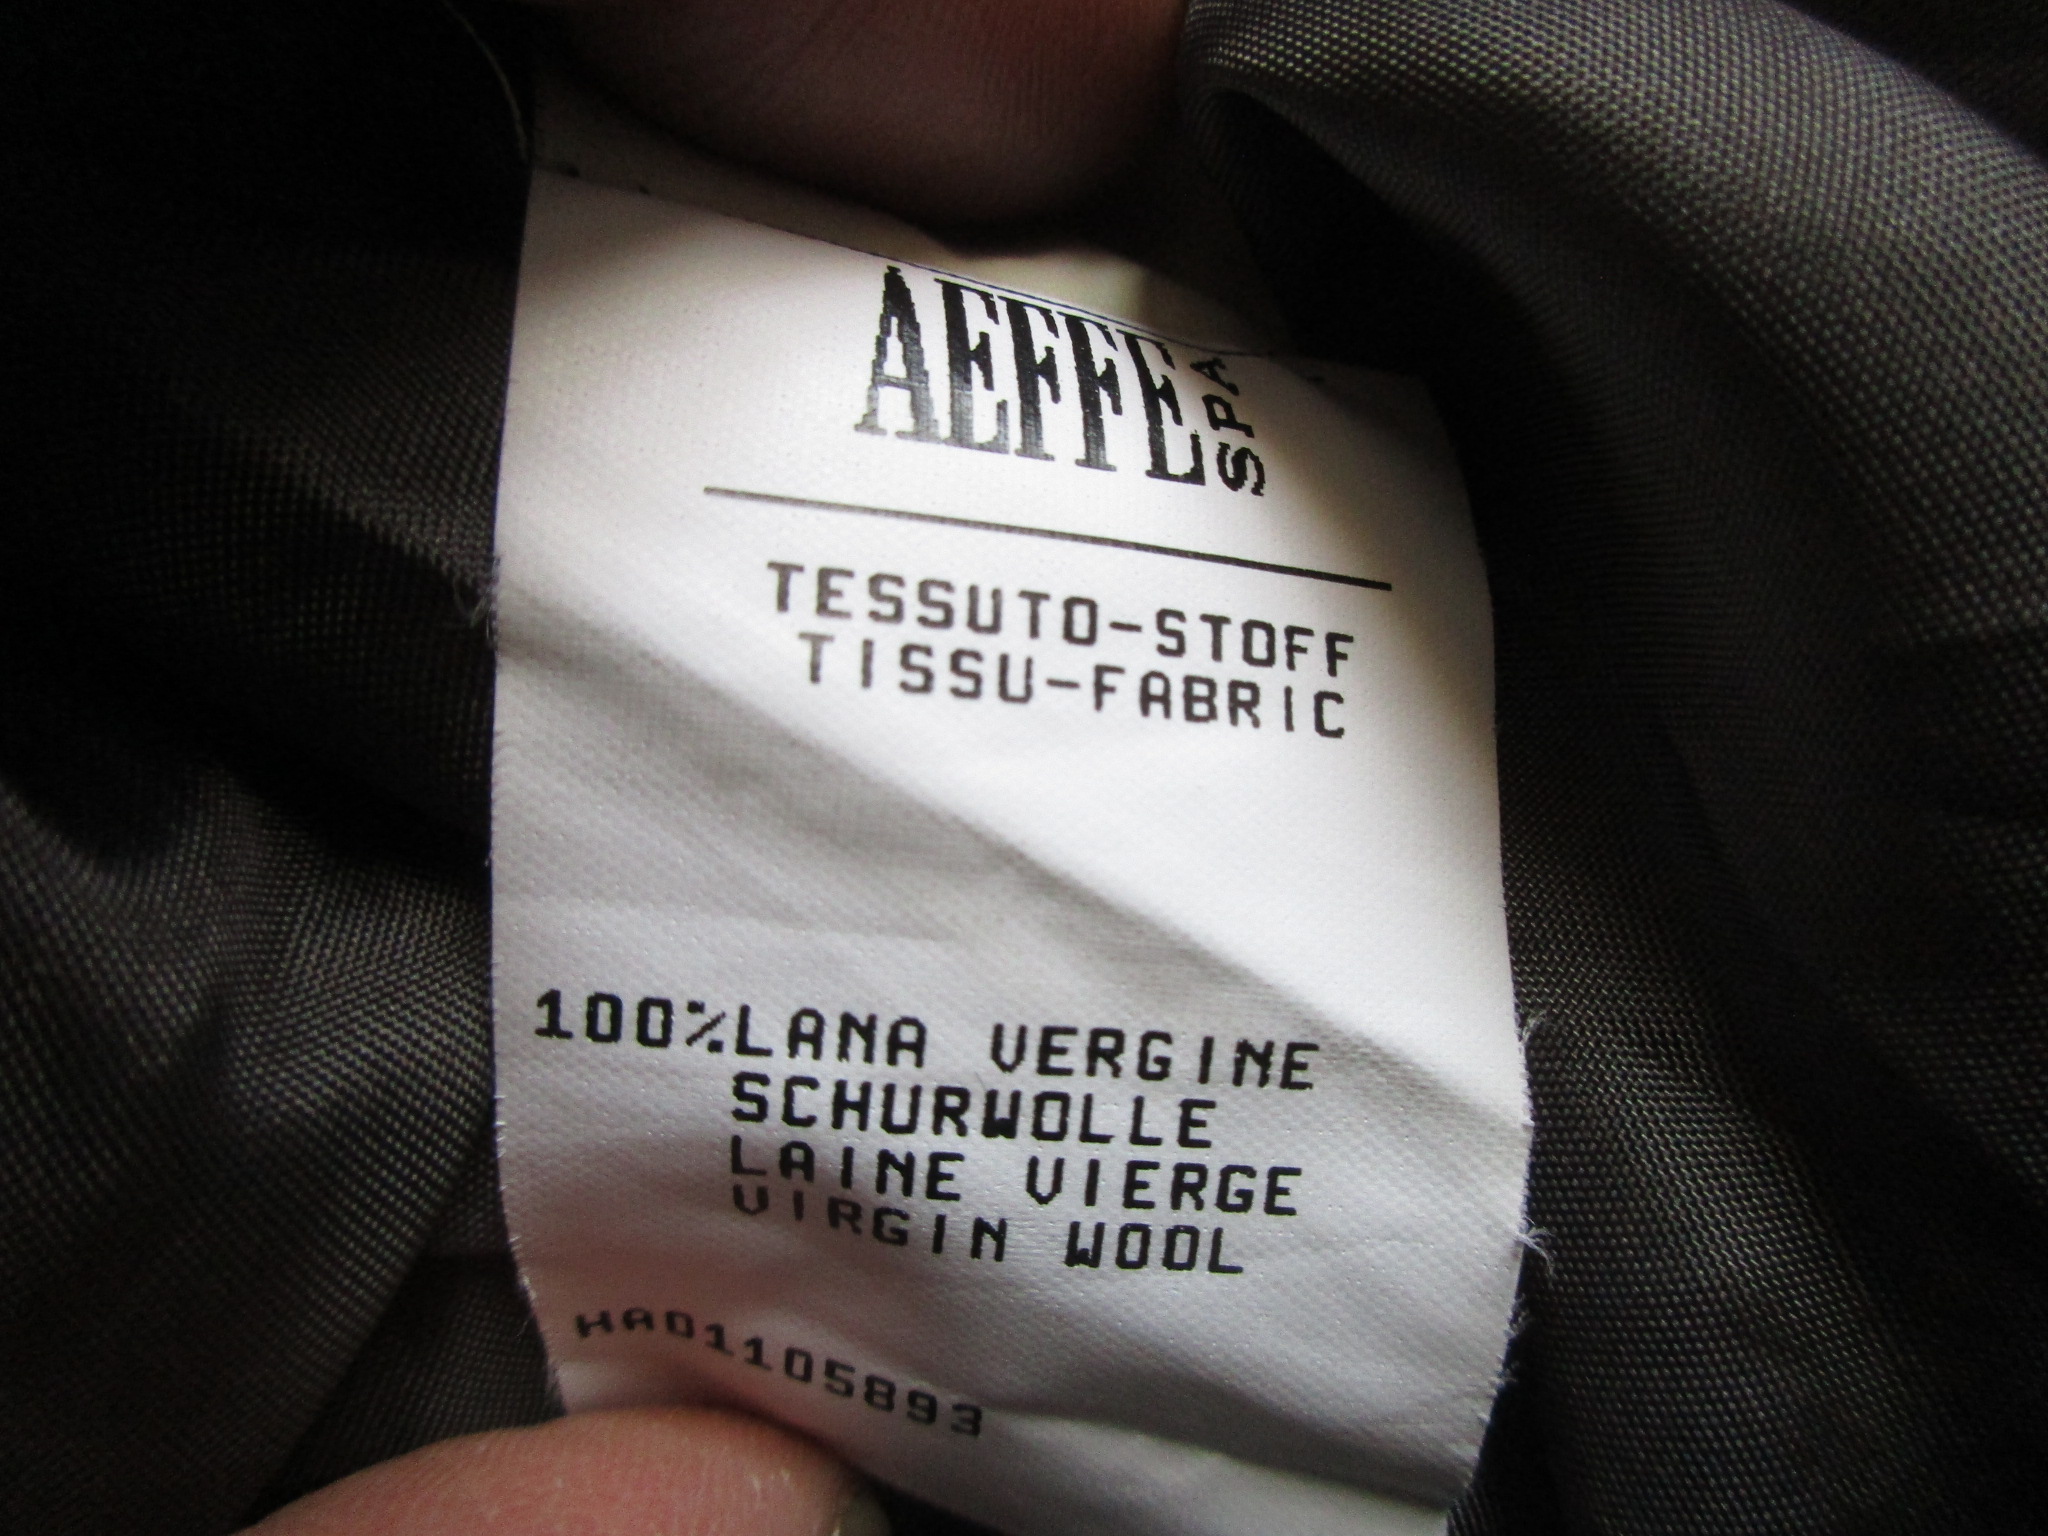 AEFFE SPA
TESSUTO-STOFF
TISSU-FABRIC
100%LANA VERGINE
SCHURWOLLE
LAINE VIERGE
VIRGIN WOOL
HA01105893